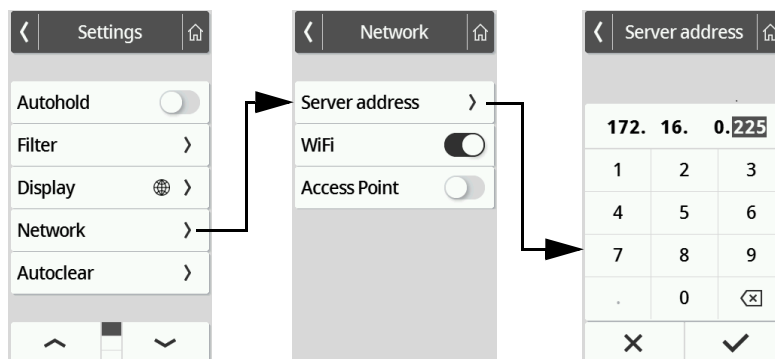 Settings
Autohold
Filter
Display
Network
Autoclear
Network
Server address
WiFi
Access Point
Server address
172. 16. 0.225
1 2 3
4 5 6
7 8 9
. 0